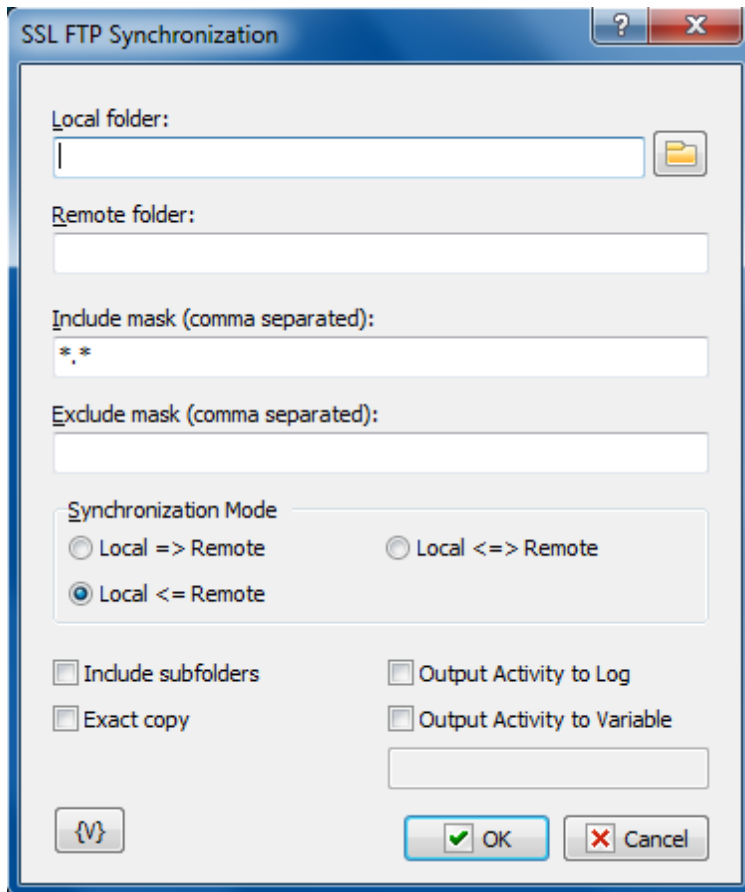 SSL FTP Synchronization
?
Local folder:
Remote folder:
Include mask (comma separated):
*.*
Exclude mask (comma separated):
Synchronization Mode
Local => Remote
Local <=> Remote
Local <= Remote
Include subfolders
Output Activity to Log
Exact copy
Output Activity to Variable
{V}
OK
Cancel